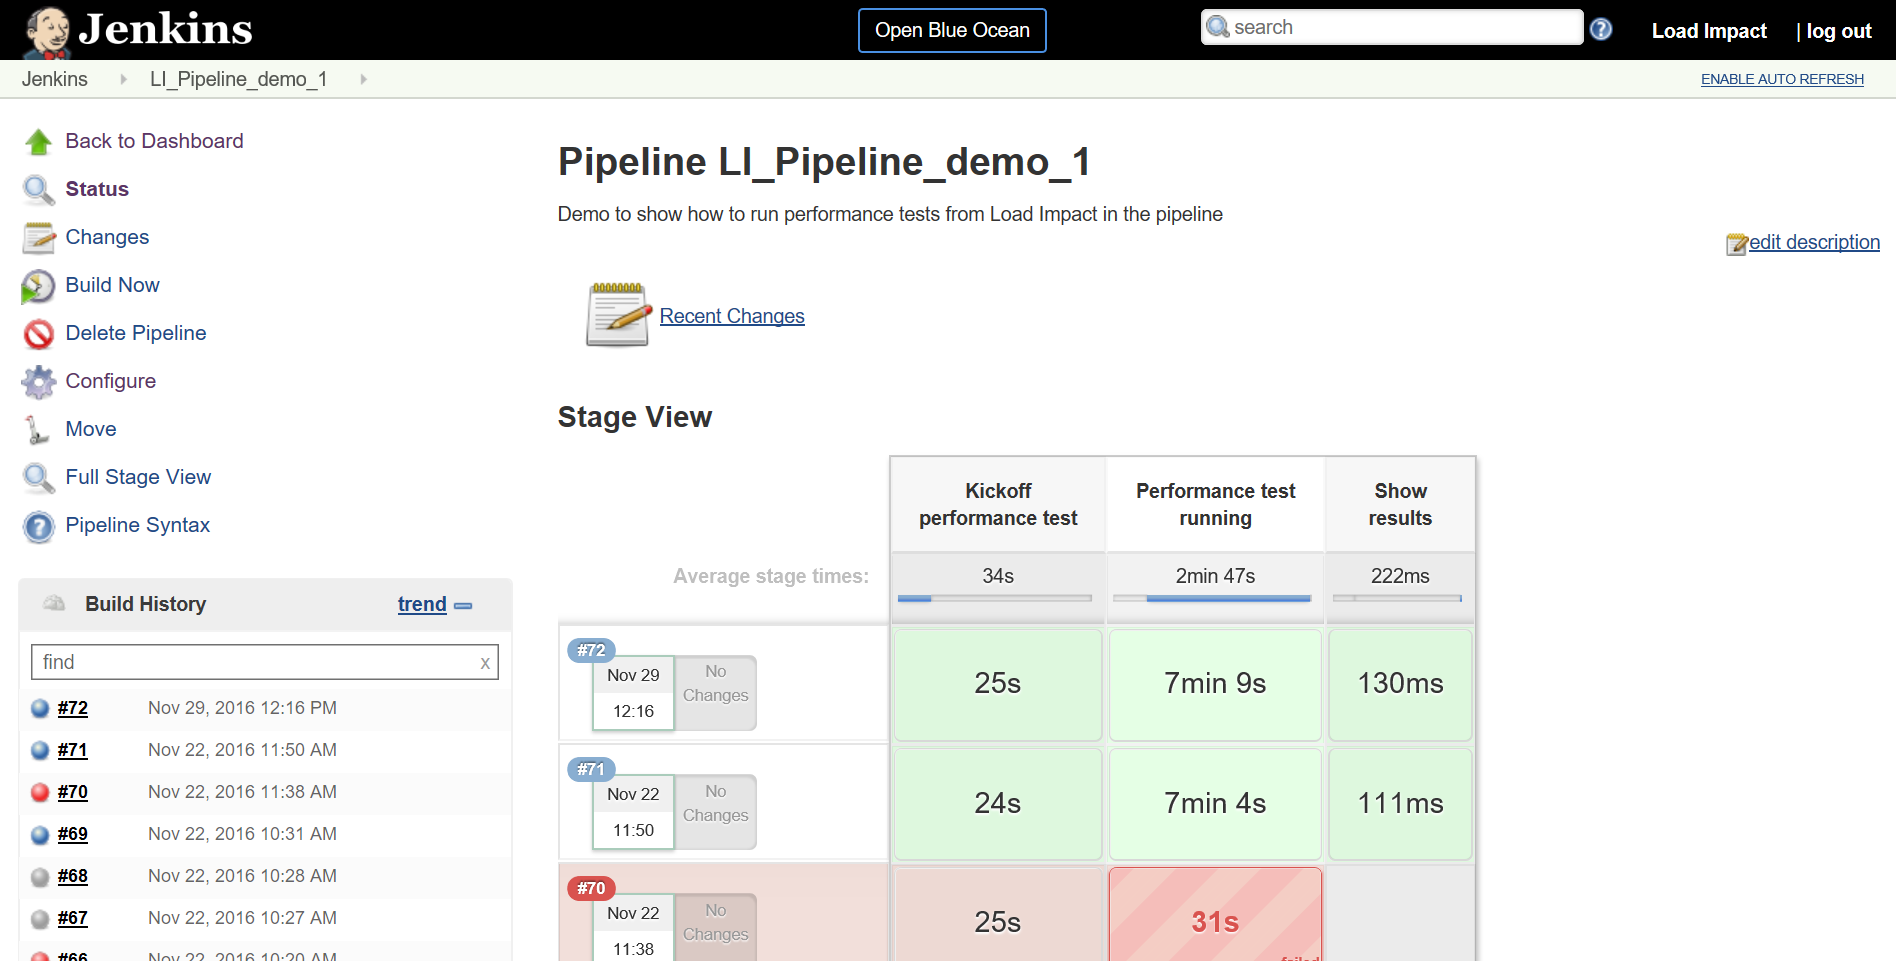 Jenkins
Open Blue Ocean
search
Load Impact
| log out
Jenkins
LI_Pipeline_demo_1
ENABLE AUTO REFRESH
Back to Dashboard
Status
Changes
Build Now
Delete Pipeline
Configure
Move
Full Stage View
Pipeline Syntax
Build History
trend
find
x
#72 Nov 29, 2016 12:16 PM
#71 Nov 22, 2016 11:50 AM
#70 Nov 22, 2016 11:38 AM
#69 Nov 22, 2016 10:31 AM
#68 Nov 22, 2016 10:28 AM
#67 Nov 22, 2016 10:27 AM
#66 Nov 22, 2016 10:20 AM
Pipeline LI_Pipeline_demo_1
Demo to show how to run performance tests from Load Impact in the pipeline
edit description
Recent Changes
Stage View
Kickoff
performance test
Performance test
running
Show
results
Average stage times:
34s
2min 47s
222ms
#72
Nov 29
12:16
No
Changes
25s
7min 9s
130ms
#71
Nov 22
11:50
No
Changes
24s
7min 4s
111ms
#70
Nov 22
11:38
No
Changes
25s
31s
failed